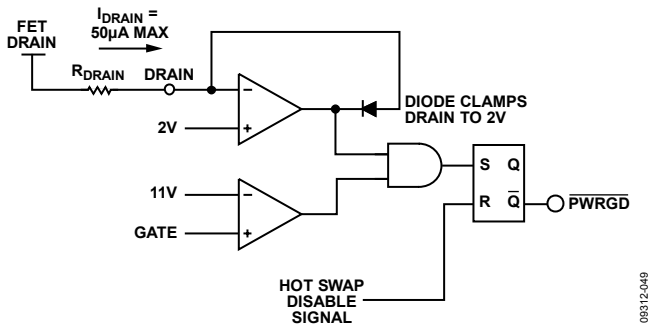 I_DRAIN =
50µA MAX
FET
DRAIN
R_DRAIN
DRAIN
−
2V
+
DIODE CLAMPS
DRAIN TO 2V
11V
−
GATE
+
S Q
R Q̅
P̅W̅R̅G̅D̅
HOT SWAP
DISABLE
SIGNAL
09312-049